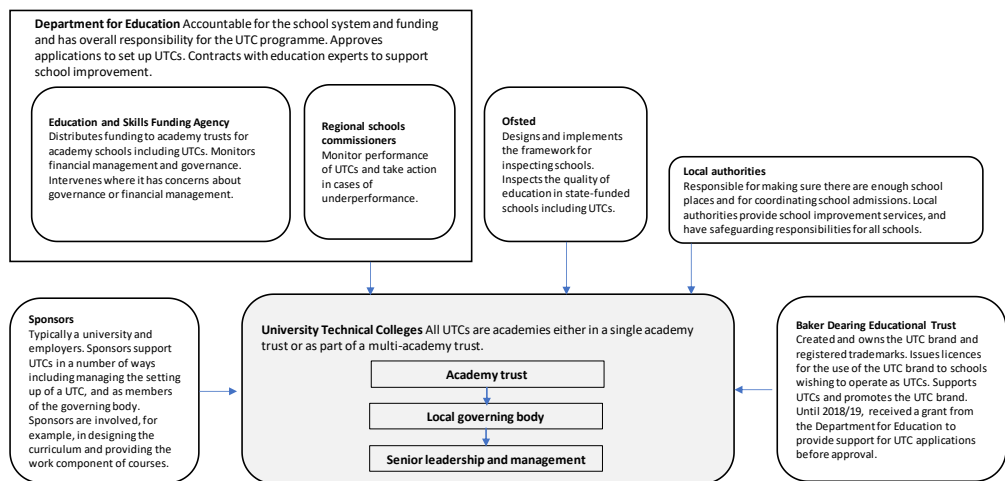 Department for Education Accountable for the school system and funding
and has overall responsibility for the UTC programme. Approves
applications to set up UTCs. Contracts with education experts to support
school improvement.
Education and Skills Funding Agency
Distributes funding to academy trusts for
academy schools including UTCs. Monitors
financial management and governance.
Intervenes where it has concerns about
governance or financial management.
Regional schools
commissioners
Monitor performance
of UTCs and take action
in cases of
underperformance.
Ofsted
Designs and implements
the framework for
inspecting schools.
Inspects the quality of
education in state-funded
schools including UTCs.
Local authorities
Responsible for making sure there are enough school
places and for coordinating school admissions. Local
authorities provide school improvement services, and
have safeguarding responsibilities for all schools.
Sponsors
Typically a university and
employers. Sponsors support
UTCs in a number of ways
including managing the setting
up of a UTC, and as members
of the governing body.
Sponsors are involved, for
example, in designing the
curriculum and providing the
work component of courses.
University Technical Colleges All UTCs are academies either in a single academy
trust or as part of a multi-academy trust.
Academy trust
Local governing body
Senior leadership and management
Baker Dearing Educational Trust
Created and owns the UTC brand and
registered trademarks. Issues licences
for the use of the UTC brand to schools
wishing to operate as UTCs. Supports
UTCs and promotes the UTC brand.
Until 2018/19, received a grant from
the Department for Education to
provide support for UTC applications
before approval.